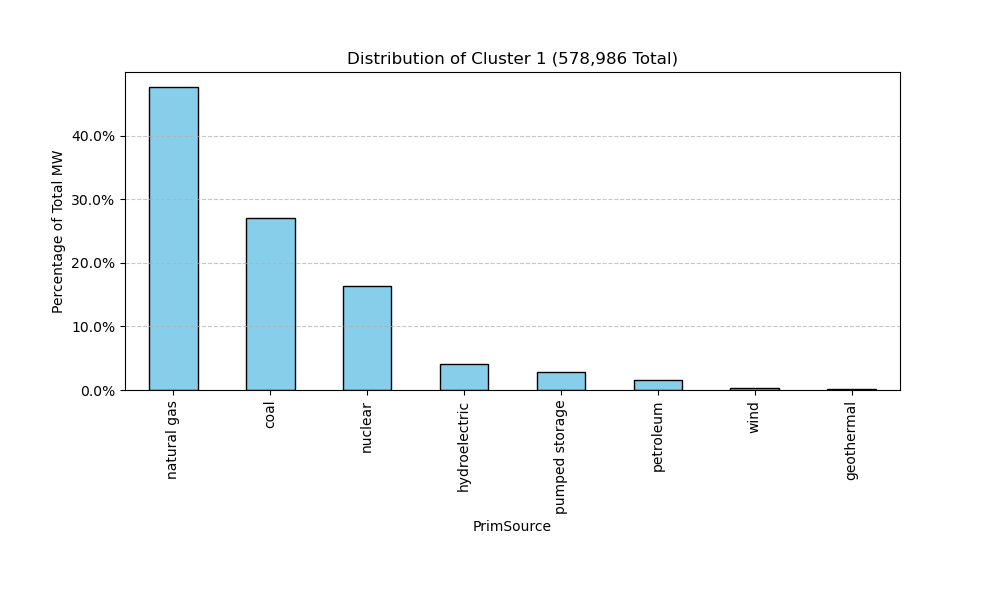 Distribution of Cluster 1 (578,986 Total)
Percentage of Total MW
40.0%
30.0%
20.0%
10.0%
0.0%
natural gas
coal
nuclear
hydroelectric
pumped storage
petroleum
wind
geothermal
PrimSource